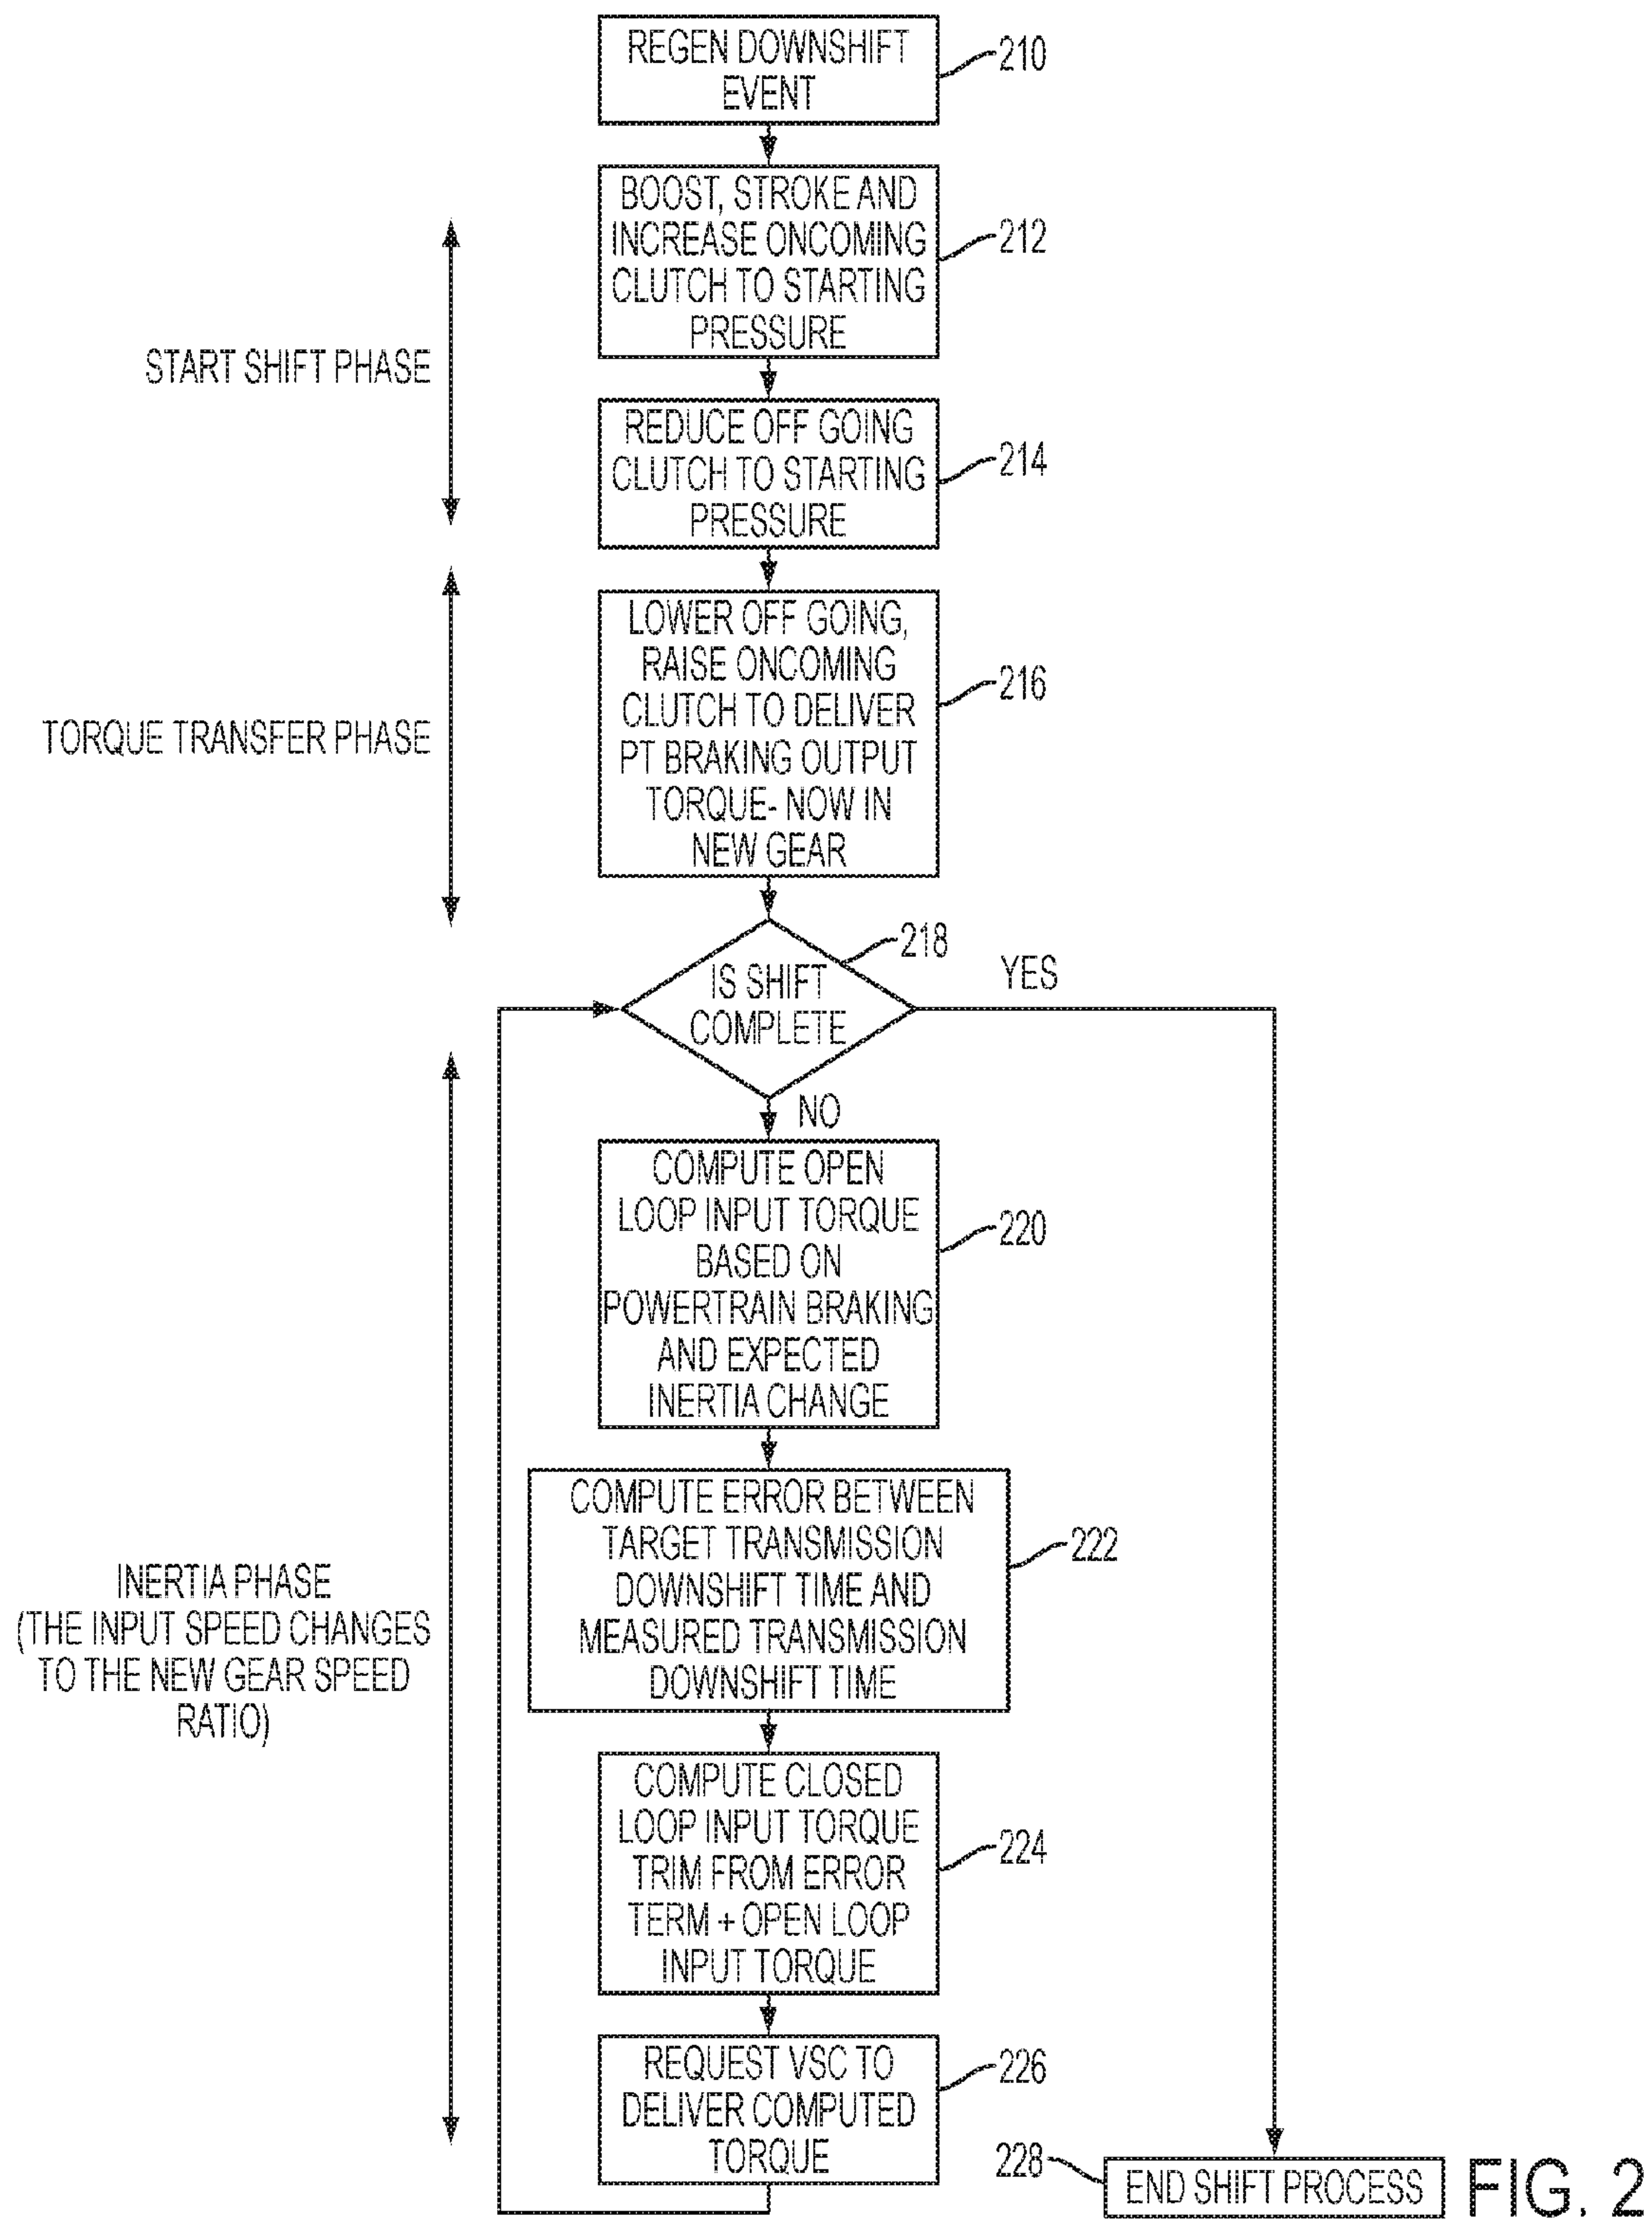 REGEN DOWNSHIFT
EVENT
210
BOOST, STROKE AND
INCREASE ONCOMING
CLUTCH TO STARTING
PRESSURE
212
START SHIFT PHASE
REDUCE OFF GOING
CLUTCH TO STARTING
PRESSURE
214
LOWER OFF GOING,
RAISE ONCOMING
CLUTCH TO DELIVER
PT BRAKING OUTPUT
TORQUE- NOW IN
NEW GEAR
216
TORQUE TRANSFER PHASE
218
IS SHIFT
COMPLETE
YES
NO
COMPUTE OPEN
LOOP INPUT TORQUE
BASED ON
POWERTRAIN BRAKING
AND EXPECTED
INERTIA CHANGE
220
COMPUTE ERROR BETWEEN
TARGET TRANSMISSION
DOWNSHIFT TIME AND
MEASURED TRANSMISSION
DOWNSHIFT TIME
222
INERTIA PHASE
(THE INPUT SPEED CHANGES
TO THE NEW GEAR SPEED
RATIO)
COMPUTE CLOSED
LOOP INPUT TORQUE
TRIM FROM ERROR
TERM + OPEN LOOP
INPUT TORQUE
224
REQUEST VSC TO
DELIVER COMPUTED
TORQUE
226
228
END SHIFT PROCESS
FIG. 2